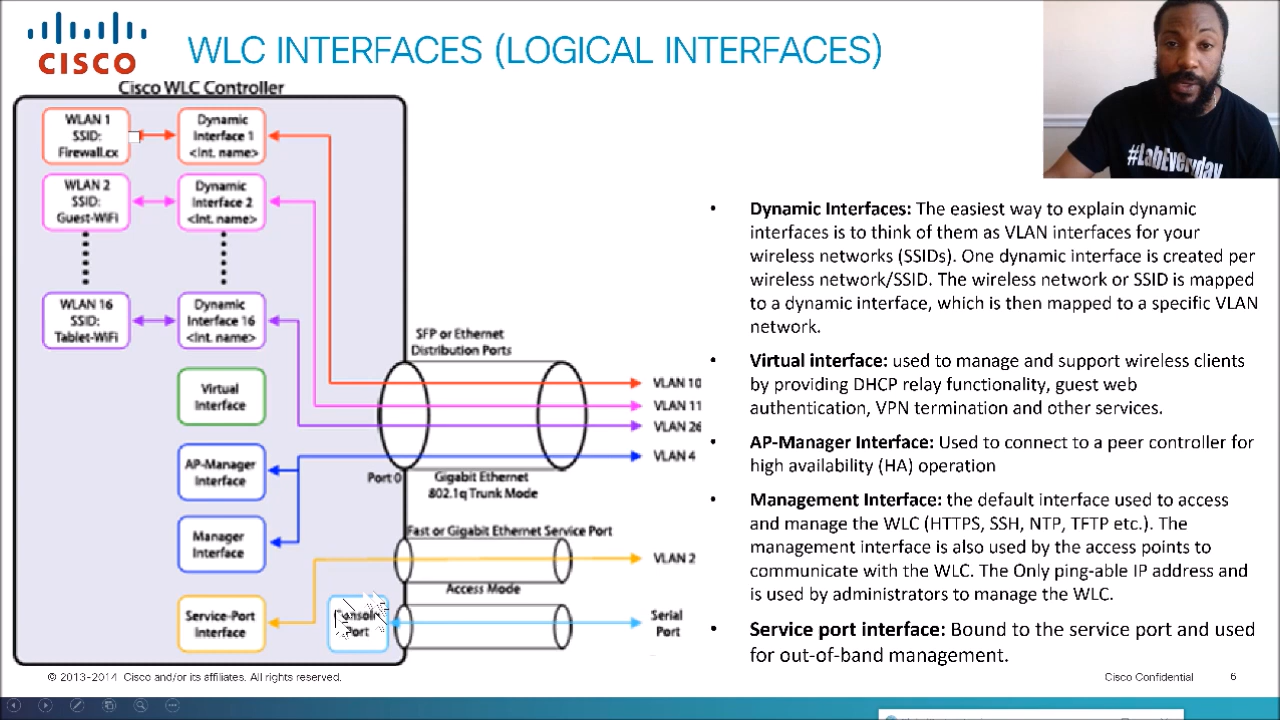 CISCO
WLC INTERFACES (LOGICAL INTERFACES)
Cisco WLC Controller
WLAN 1
SSID:
Firewall.cx
Dynamic
Interface 1
<Int. name>
WLAN 2
SSID:
Guest-WiFi
Dynamic
Interface 2
<Int. name>
WLAN 16
SSID:
Tablet-WiFi
Dynamic
Interface 16
<Int. name>
Virtual
Interface
AP-Manager
Interface
Manager
Interface
Service-Port
Interface
Console
Port
SFP or Ethernet
Distribution Ports
VLAN 10
VLAN 11
VLAN 26
VLAN 4
Port 0
Gigabit Ethernet
802.1q Trunk Mode
Fast or Gigabit Ethernet Service Port
VLAN 2
Access Mode
Serial
Port
#LabEveryday
• Dynamic Interfaces: The easiest way to explain dynamic
interfaces is to think of them as VLAN interfaces for your
wireless networks (SSIDs). One dynamic interface is created per
wireless network/SSID. The wireless network or SSID is mapped
to a dynamic interface, which is then mapped to a specific VLAN
network.
• Virtual interface: used to manage and support wireless clients
by providing DHCP relay functionality, guest web
authentication, VPN termination and other services.
• AP-Manager Interface: Used to connect to a peer controller for
high availability (HA) operation
• Management Interface: the default interface used to access
and manage the WLC (HTTPS, SSH, NTP, TFTP etc.). The
management interface is also used by the access points to
communicate with the WLC. The Only ping-able IP address and
is used by administrators to manage the WLC.
• Service port interface: Bound to the service port and used
for out-of-band management.
© 2013-2014 Cisco and/or its affiliates. All rights reserved.
Cisco Confidential
6